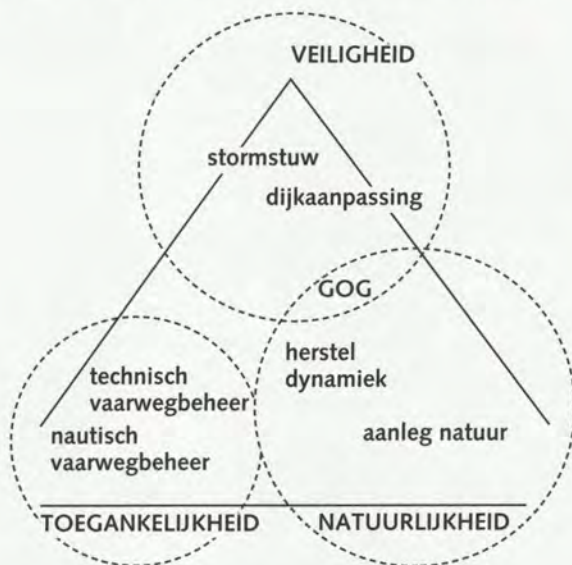 VEILIGHEID
stormstuw
dijkaanpassing
GOG
herstel
dynamiek
technisch
vaarwegbeheer
nautisch
vaarwegbeheer
aanleg natuur
TOEGANKELIJKHEID
NATUURLIJKHEID